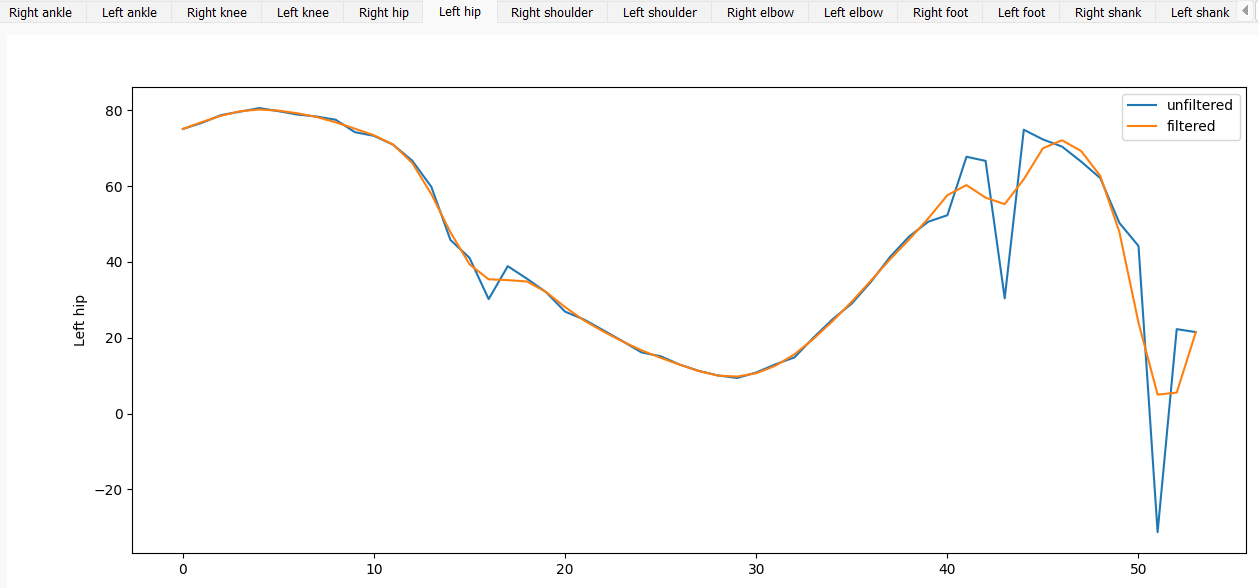 Right ankle Left ankle Right knee Left knee Right hip Left hip Right shoulder Left shoulder Right elbow Left elbow Right foot Left foot Right shank Left shank
unfiltered
filtered
80
60
40
20
0
−20
Left hip
0 10 20 30 40 50